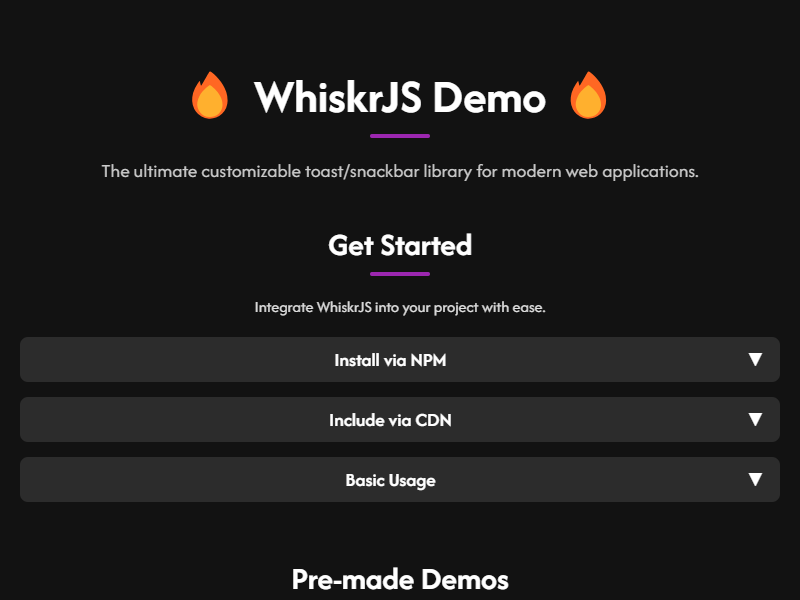 WhiskrJS Demo
The ultimate customizable toast/snackbar library for modern web applications.
Get Started
Integrate WhiskrJS into your project with ease.
Install via NPM
Include via CDN
Basic Usage
Pre-made Demos